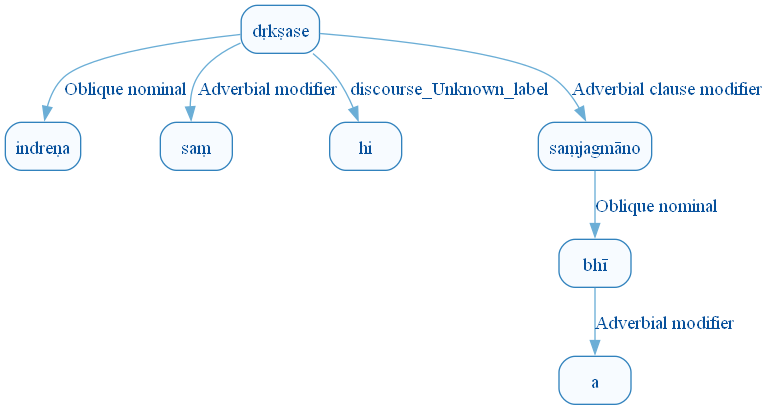 dṛkṣase
Oblique nominal Adverbial modifier discourse_Unknown_label Adverbial clause modifier
indreṇa saṃ hi saṃjagmāno
Oblique nominal
bhī
Adverbial modifier
a